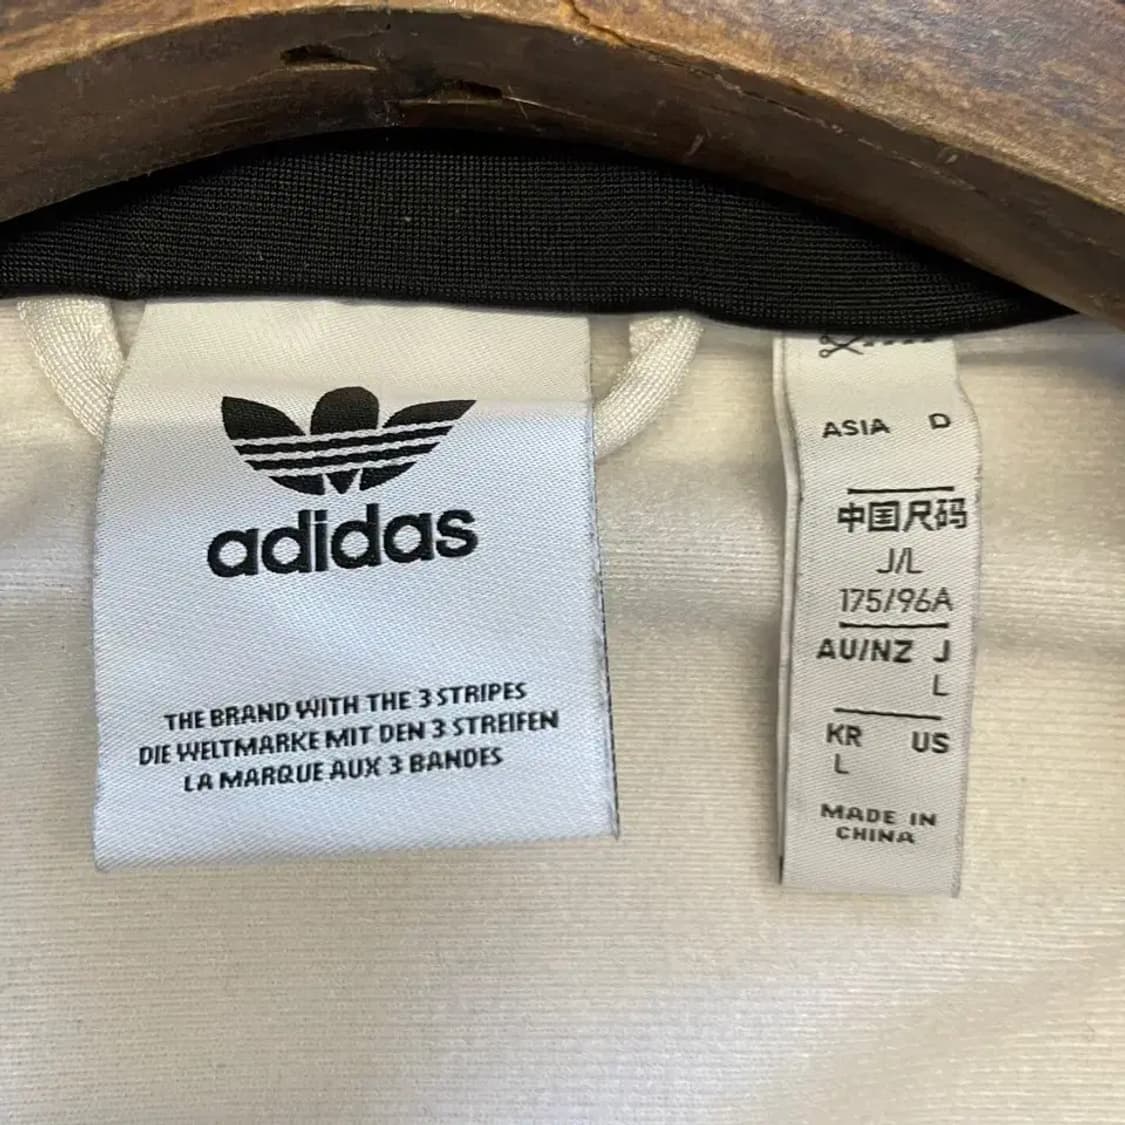 adidas
THE BRAND WITH THE 3 STRIPES
DIE WELTMARKE MIT DEN 3 STREIFEN
LA MARQUE AUX 3 BANDES
ASIA D
中国尺码
J/L
175/96A
AU/NZ J
L
KR US
L
MADE IN
CHINA